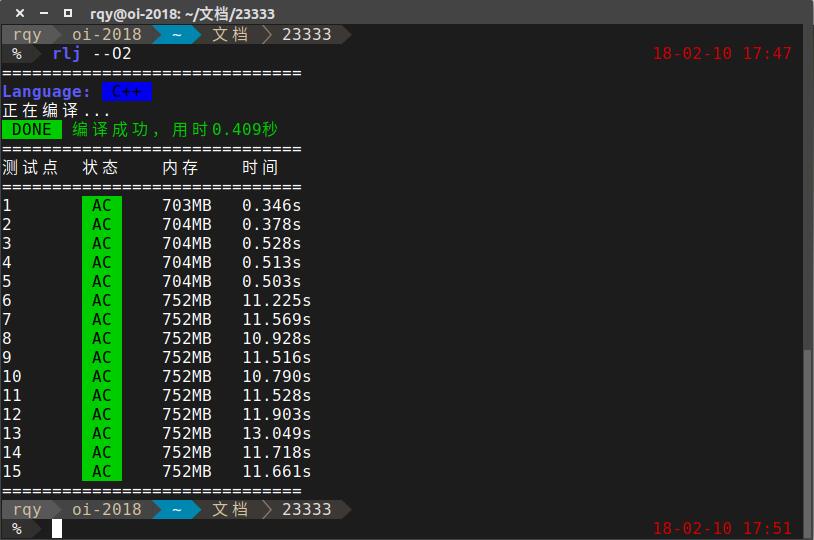 rqy@oi-2018: ~/文档/23333
rqy oi-2018 ~ 文档 23333
% rlj --O2 18-02-10 17:47
==============================
Language: C++
正在编译...
DONE 编译成功，用时0.409秒
==============================
测试点 状态 内存 时间
==============================
1 AC 703MB 0.346s
2 AC 704MB 0.378s
3 AC 704MB 0.528s
4 AC 704MB 0.513s
5 AC 704MB 0.503s
6 AC 752MB 11.225s
7 AC 752MB 11.569s
8 AC 752MB 10.928s
9 AC 752MB 11.516s
10 AC 752MB 10.790s
11 AC 752MB 11.528s
12 AC 752MB 11.903s
13 AC 752MB 13.049s
14 AC 752MB 11.718s
15 AC 752MB 11.661s
==============================
rqy oi-2018 ~ 文档 23333
% 18-02-10 17:51